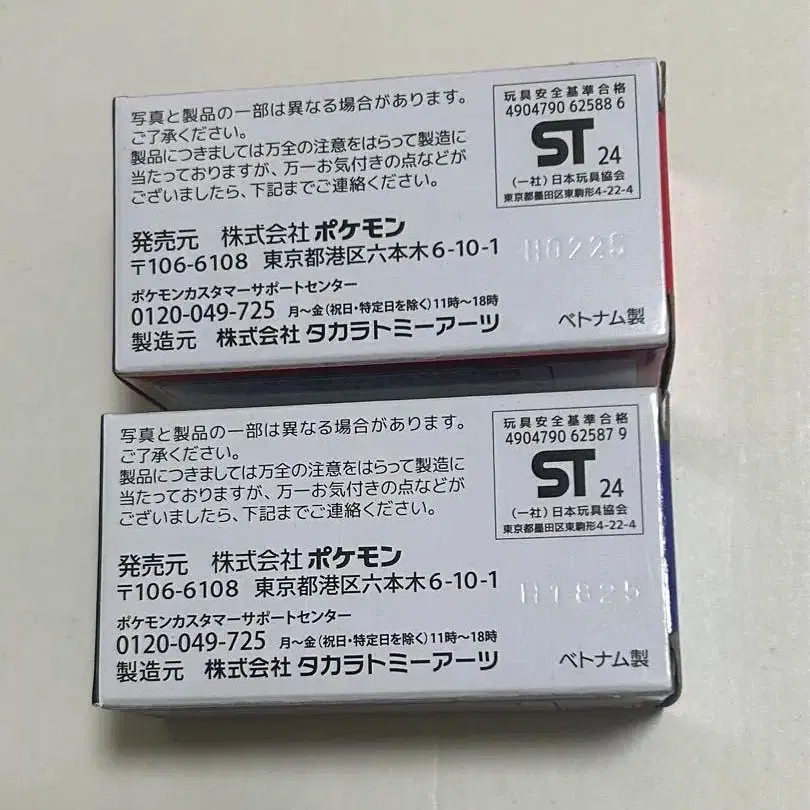 写真と製品の一部は異なる場合があります。
ご了承ください。
製品につきましては万全の注意をはらって製造に
当たっておりますが、万一お気付きの点などが
ございましたら、下記までご連絡ください。
発売元 株式会社ポケモン
〒106-6108 東京都港区六本木6-10-1
ポケモンカスタマーサポートセンター
0120-049-725 月〜金(祝日・特定日を除く)11時〜18時
製造元 株式会社タカラトミーアーツ
玩具安全基準合格
4904790 62588 6
ST 24
(一社)日本玩具協会
東京都墨田区東駒形4-22-4
H0225
ベトナム製
写真と製品の一部は異なる場合があります。
ご了承ください。
製品につきましては万全の注意をはらって製造に
当たっておりますが、万一お気付きの点などが
ございましたら、下記までご連絡ください。
発売元 株式会社ポケモン
〒106-6108 東京都港区六本木6-10-1
ポケモンカスタマーサポートセンター
0120-049-725 月〜金(祝日・特定日を除く)11時〜18時
製造元 株式会社タカラトミーアーツ
玩具安全基準合格
4904790 62587 9
ST 24
(一社)日本玩具協会
東京都墨田区東駒形4-22-4
H1825
ベトナム製